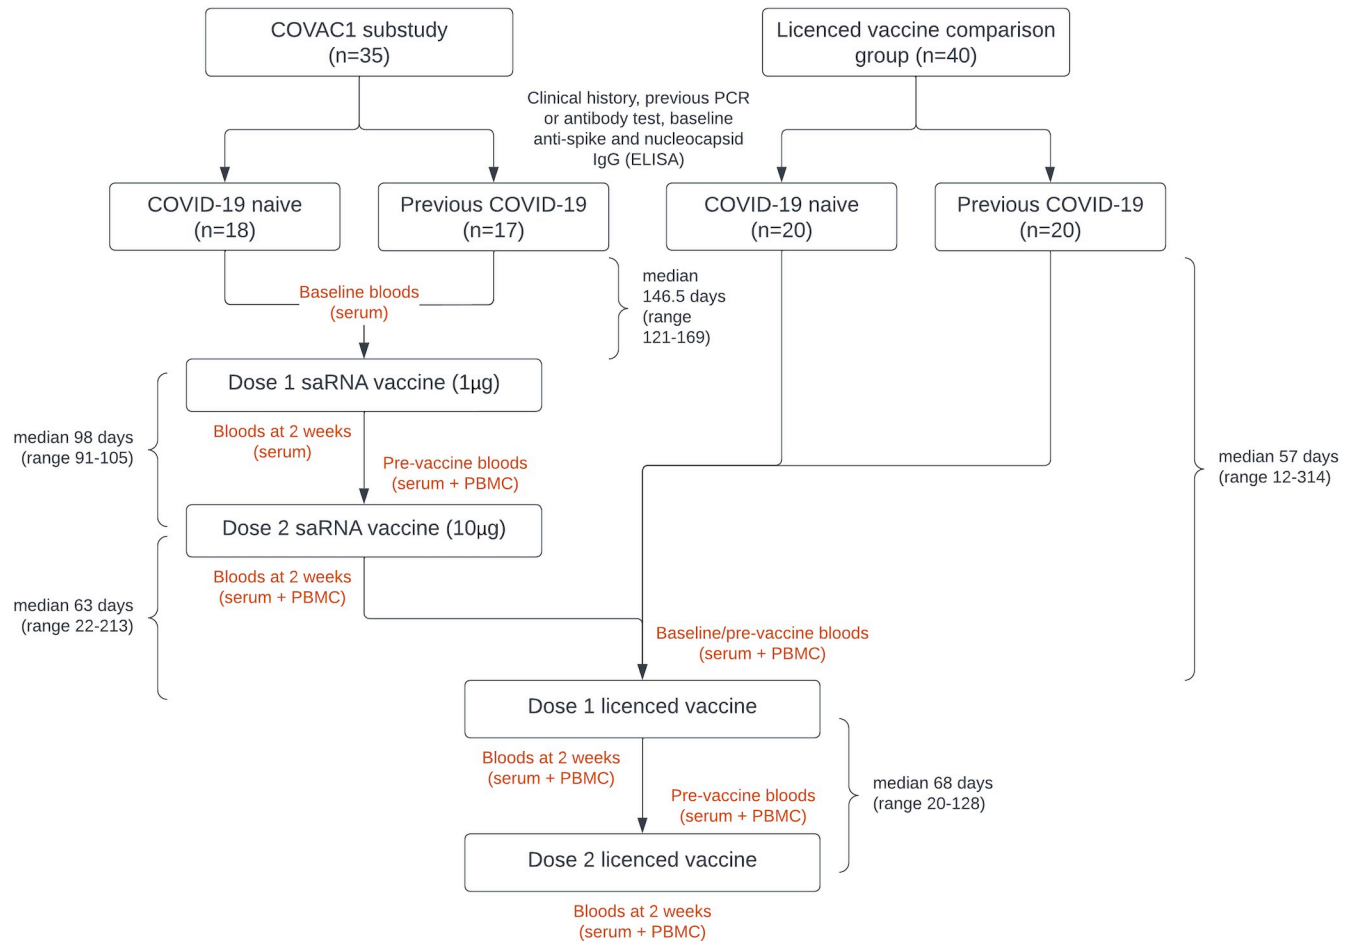 COVAC1 substudy
(n=35)
Licenced vaccine comparison
group (n=40)
Clinical history, previous PCR
or antibody test, baseline
anti-spike and nucleocapsid
IgG (ELISA)
COVID-19 naive
(n=18)
Previous COVID-19
(n=17)
COVID-19 naive
(n=20)
Previous COVID-19
(n=20)
Baseline bloods
(serum)
median
146.5 days
(range
121-169)
Dose 1 saRNA vaccine (1µg)
median 98 days
(range 91-105)
Bloods at 2 weeks
(serum)
Pre-vaccine bloods
(serum + PBMC)
median 57 days
(range 12-314)
Dose 2 saRNA vaccine (10µg)
Bloods at 2 weeks
(serum + PBMC)
median 63 days
(range 22-213)
Baseline/pre-vaccine bloods
(serum + PBMC)
Dose 1 licenced vaccine
Bloods at 2 weeks
(serum + PBMC)
Pre-vaccine bloods
(serum + PBMC)
median 68 days
(range 20-128)
Dose 2 licenced vaccine
Bloods at 2 weeks
(serum + PBMC)